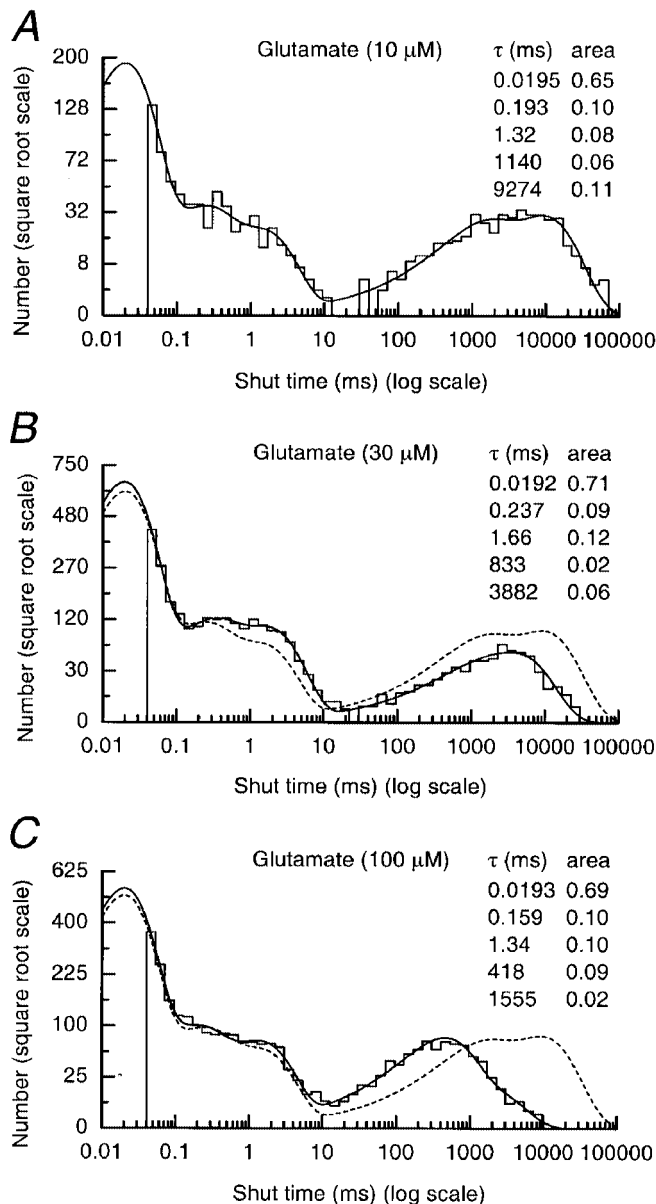 A
Glutamate (10 μM)
τ (ms) area
0.0195 0.65
0.193 0.10
1.32 0.08
1140 0.06
9274 0.11
Number (square root scale)
200
128
72
32
8
0
0.01 0.1 1 10 100 1000 10000 100000
Shut time (ms) (log scale)
B
Glutamate (30 μM)
τ (ms) area
0.0192 0.71
0.237 0.09
1.66 0.12
833 0.02
3882 0.06
Number (square root scale)
750
480
270
120
30
0
0.01 0.1 1 10 100 1000 10000 100000
Shut time (ms) (log scale)
C
Glutamate (100 μM)
τ (ms) area
0.0193 0.69
0.159 0.10
1.34 0.10
418 0.09
1555 0.02
Number (square root scale)
625
400
225
100
25
0
0.01 0.1 1 10 100 1000 10000 100000
Shut time (ms) (log scale)